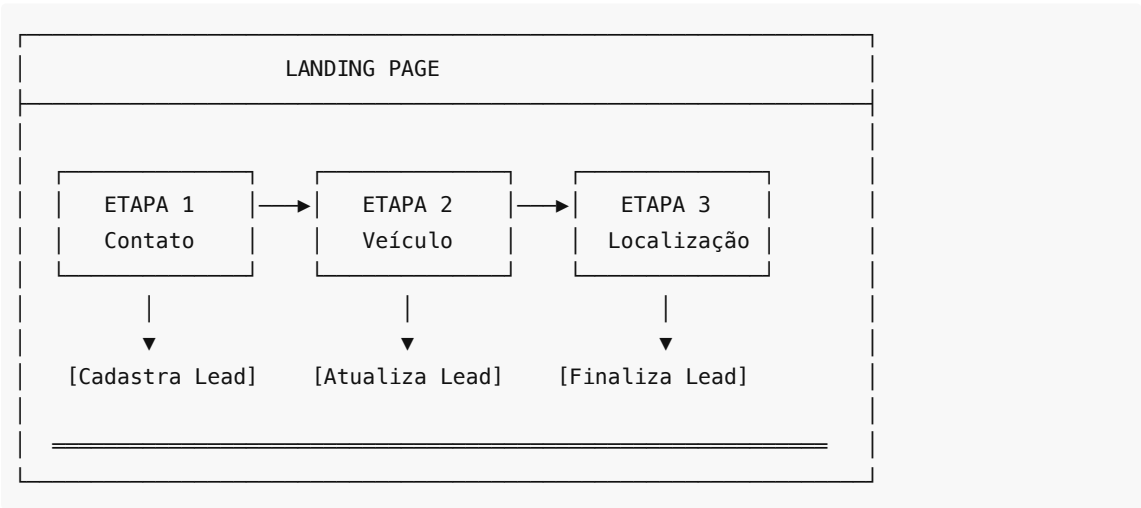 LANDING PAGE
ETAPA 1 ETAPA 2 ETAPA 3
Contato Veículo Localização
[Cadastra Lead] [Atualiza Lead] [Finaliza Lead]